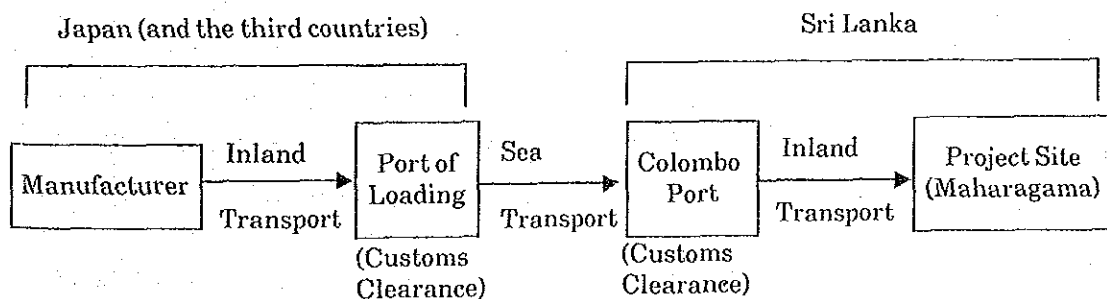 Japan (and the third countries)
Sri Lanka
Manufacturer
Inland
Transport
Port of
Loading
(Customs
Clearance)
Sea
Transport
Colombo
Port
(Customs
Clearance)
Inland
Transport
Project Site
(Maharagama)